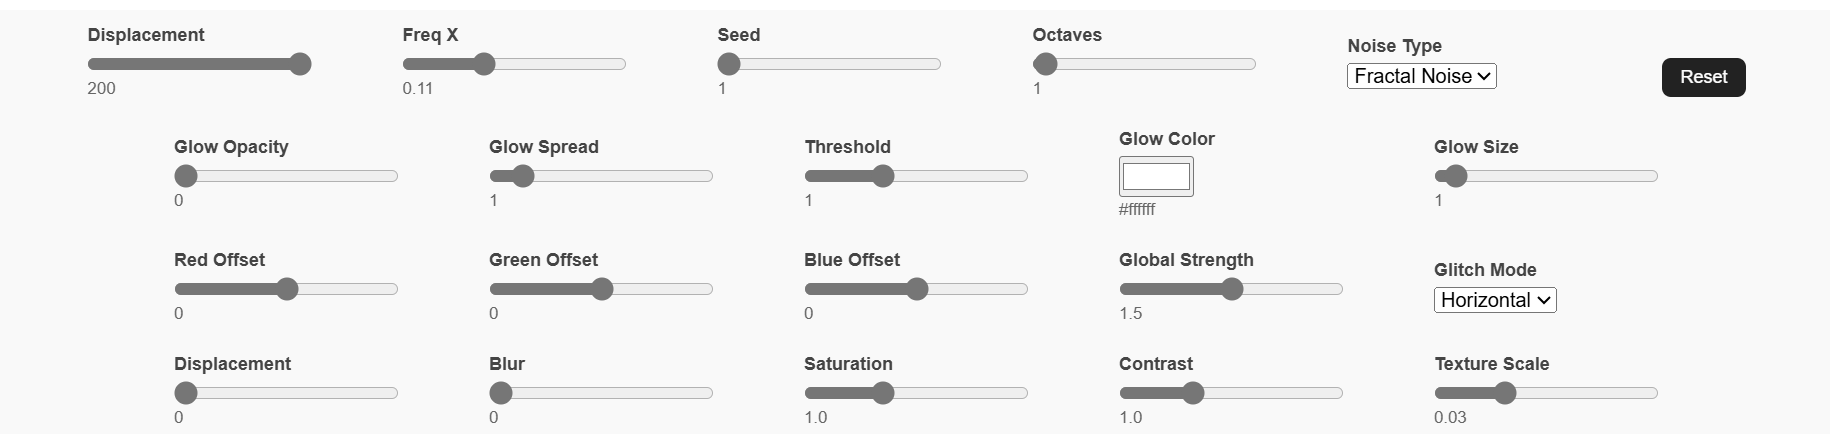 Displacement
200
Freq X
0.11
Seed
1
Octaves
1
Noise Type
Fractal Noise
Reset
Glow Opacity
0
Glow Spread
1
Threshold
1
Glow Color
#ffffff
Glow Size
1
Red Offset
0
Green Offset
0
Blue Offset
0
Global Strength
1.5
Glitch Mode
Horizontal
Displacement
0
Blur
0
Saturation
1.0
Contrast
1.0
Texture Scale
0.03